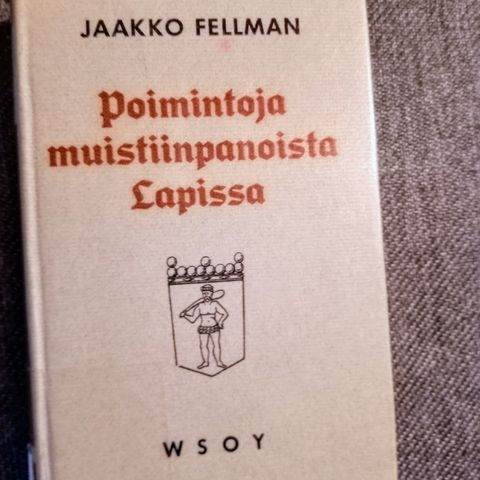 JAAKKO FELLMAN
Poimintoja
muistiinpanoista
Lapissa
WSOY